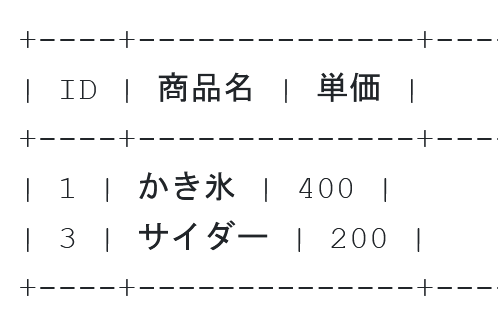 +----+--------------+---
| ID | 商品名 | 単価 |
+----+--------------+---
| 1 | かき氷 | 400 |
| 3 | サイダー | 200 |
+----+--------------+---